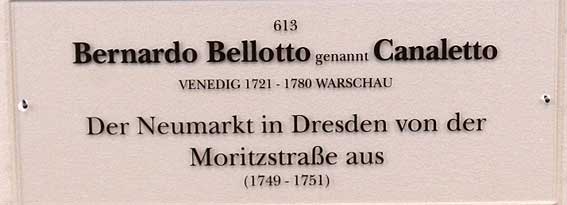 613
Bernardo Bellotto genannt Canaletto
VENEDIG 1721 - 1780 WARSCHAU
Der Neumarkt in Dresden von der
Moritzstraße aus
(1749 - 1751)